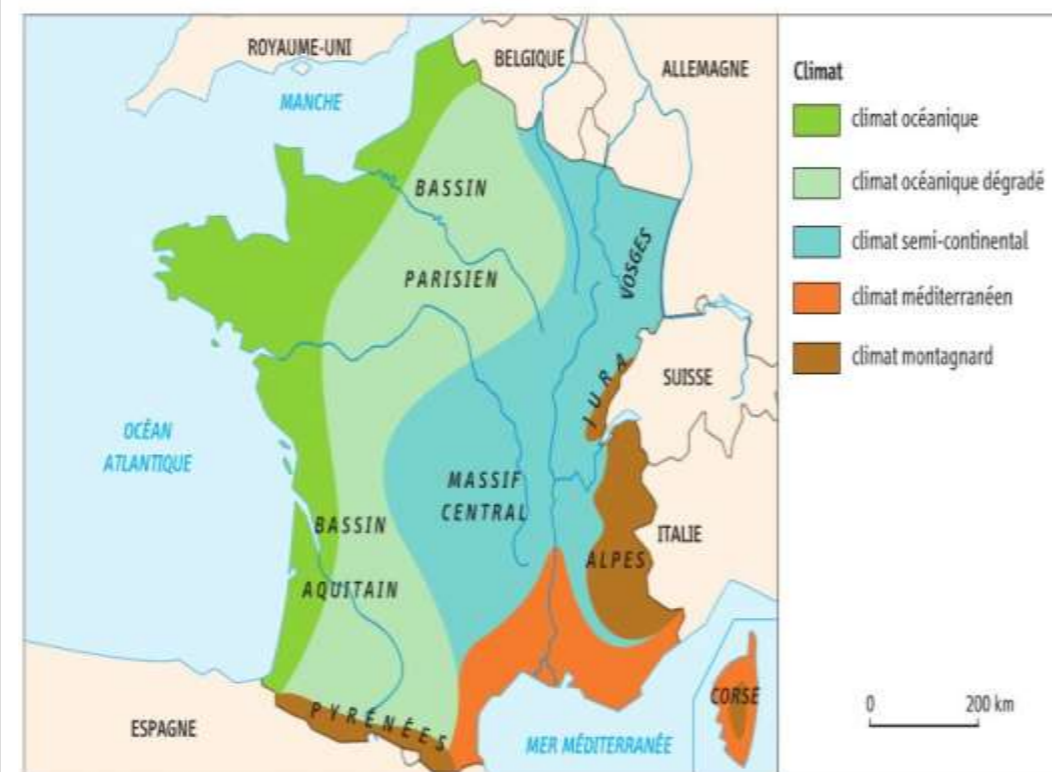 ROYAUME-UNI
BELGIQUE
ALLEMAGNE
MANCHE
BASSIN
PARISIEN
VOSGES
JURA
SUISSE
OCÉAN
ATLANTIQUE
MASSIF
CENTRAL
BASSIN
AQUITAIN
ALPES
ITALIE
PYRÉNÉES
ESPAGNE
MER MÉDITERRANÉE
CORSE
Climat
climat océanique
climat océanique dégradé
climat semi-continental
climat méditerranéen
climat montagnard
0 200 km